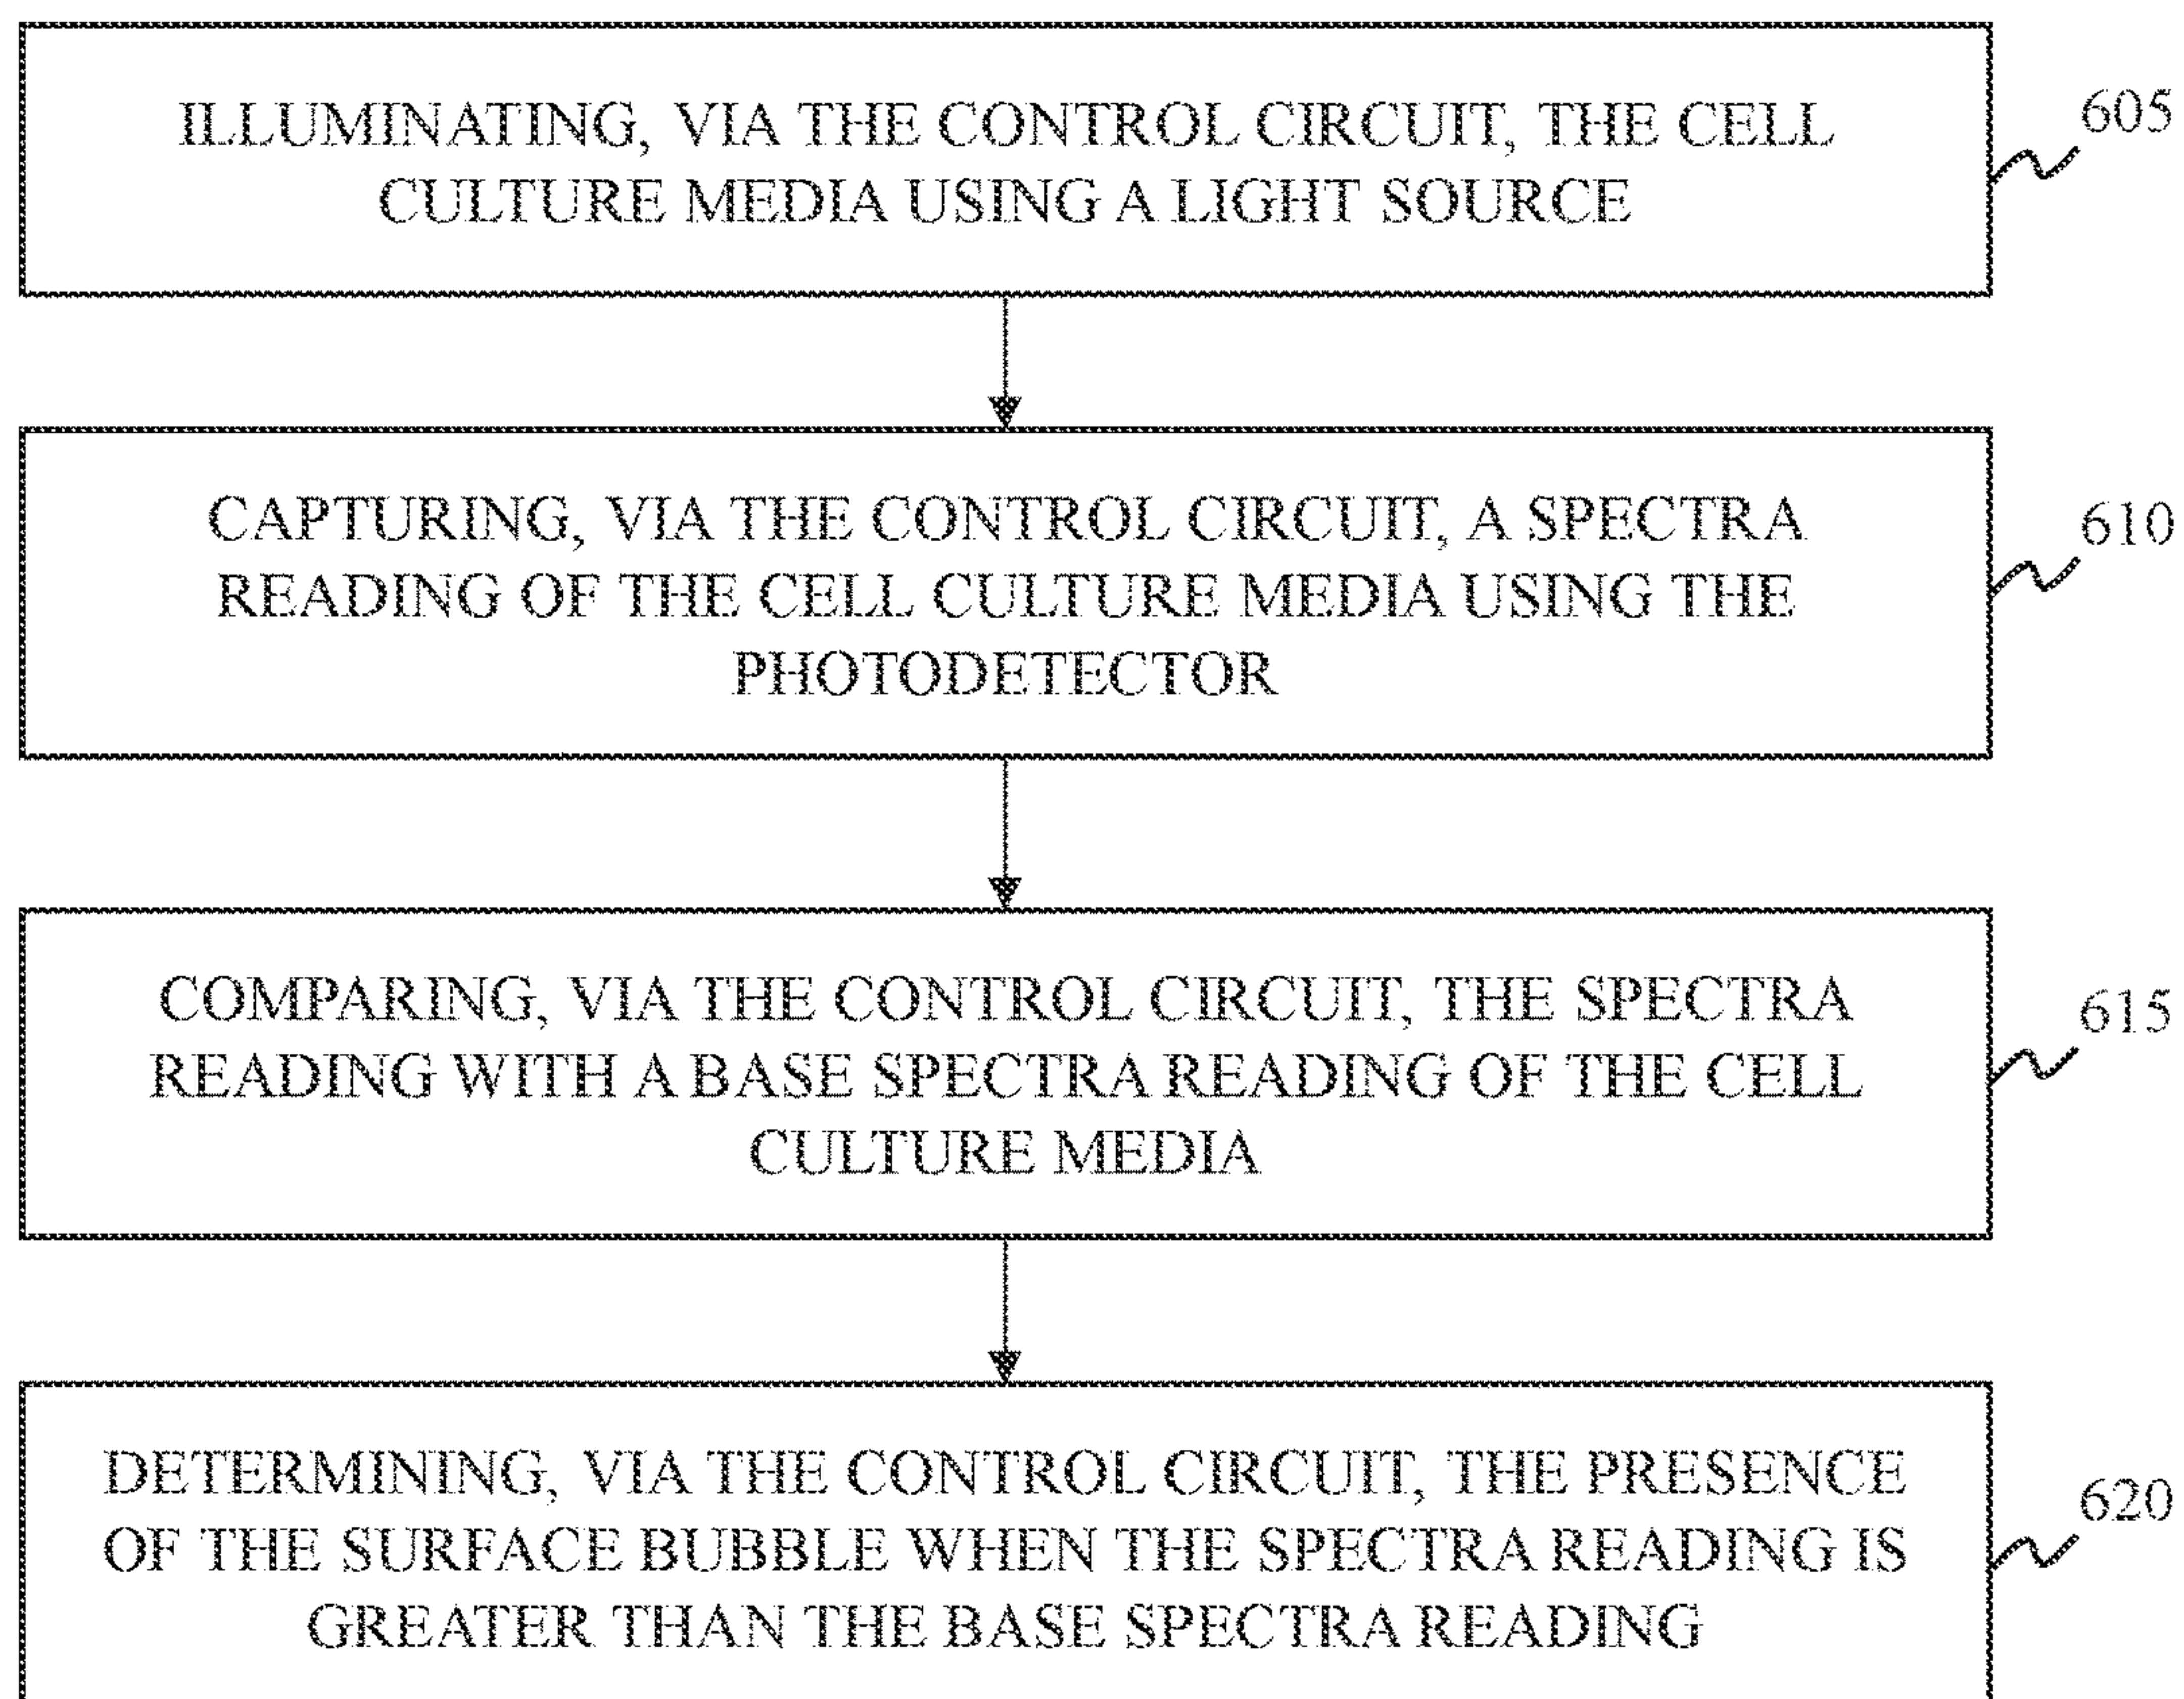 ILLUMINATING, VIA THE CONTROL CIRCUIT, THE CELL
CULTURE MEDIA USING A LIGHT SOURCE
605
CAPTURING, VIA THE CONTROL CIRCUIT, A SPECTRA
READING OF THE CELL CULTURE MEDIA USING THE
PHOTODETECTOR
610
COMPARING, VIA THE CONTROL CIRCUIT, THE SPECTRA
READING WITH A BASE SPECTRA READING OF THE CELL
CULTURE MEDIA
615
DETERMINING, VIA THE CONTROL CIRCUIT, THE PRESENCE
OF THE SURFACE BUBBLE WHEN THE SPECTRA READING IS
GREATER THAN THE BASE SPECTRA READING
620